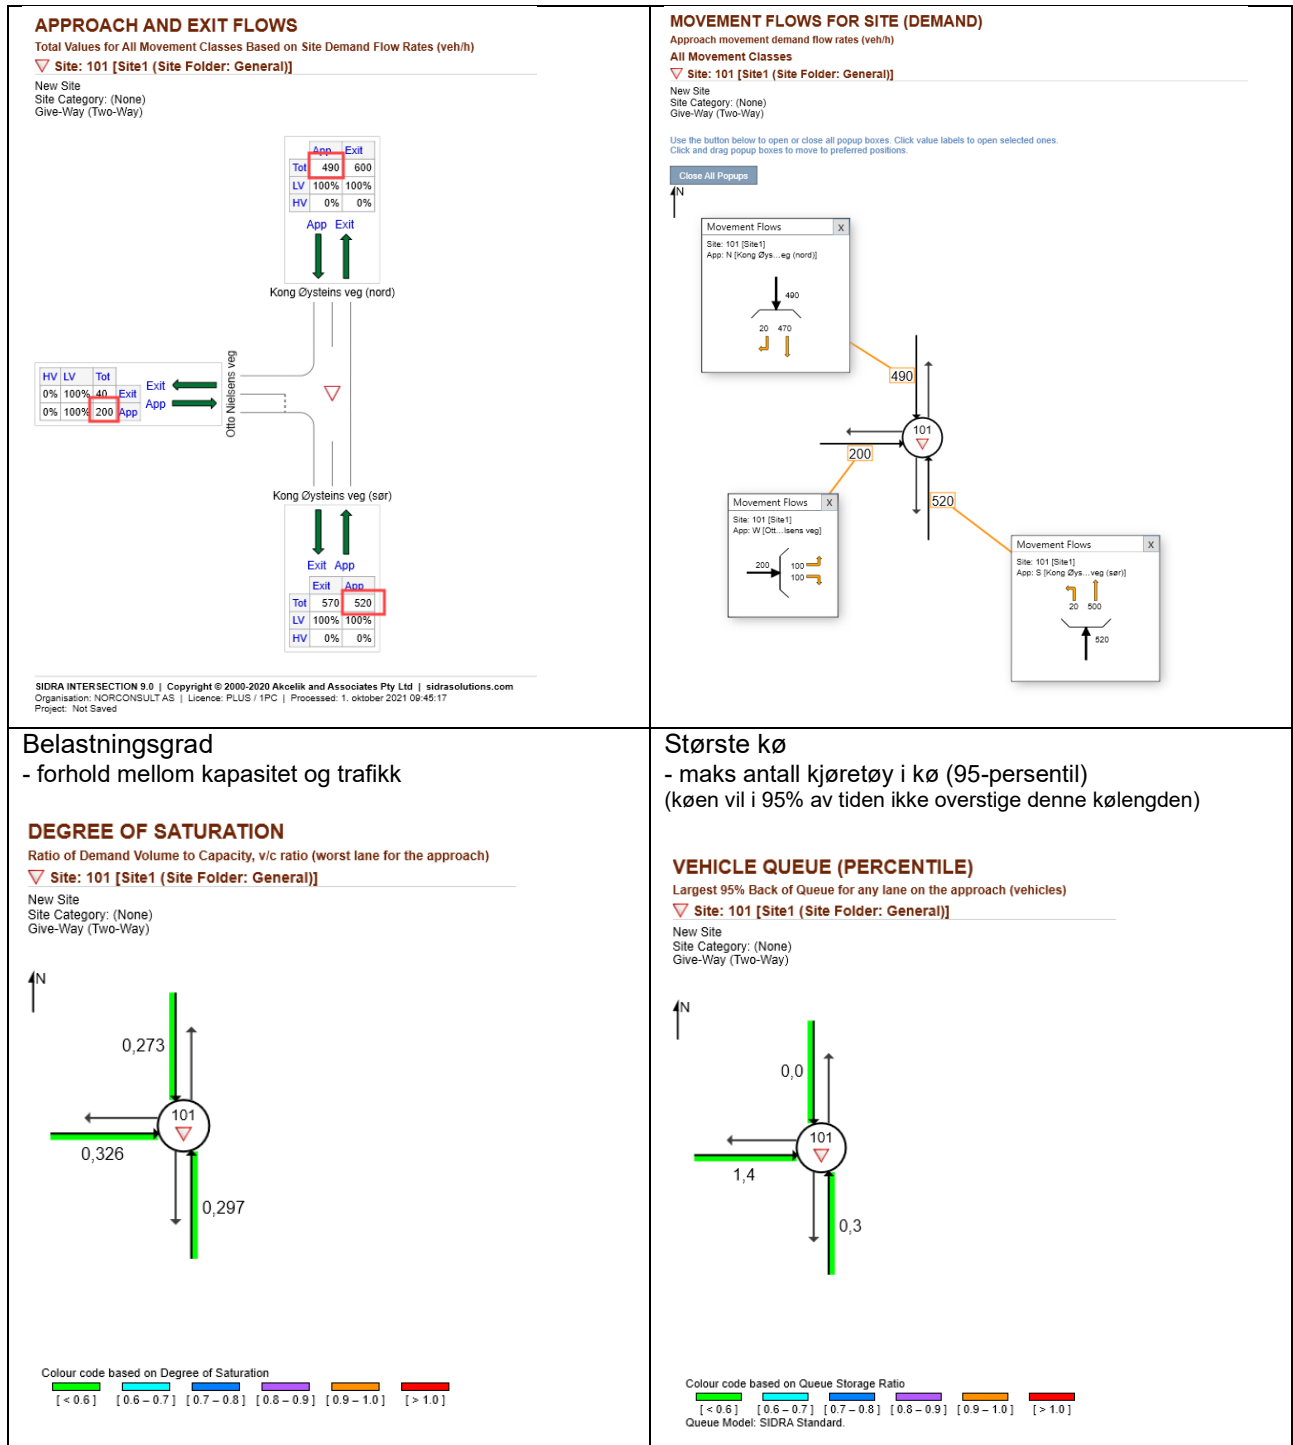 APPROACH AND EXIT FLOWS
Total Values for All Movement Classes Based on Site Demand Flow Rates (veh/h)
Site: 101 [Site1 (Site Folder: General)]
New Site
Site Category: (None)
Give-Way (Two-Way)
App Exit
Tot 490 600
LV 100% 100%
HV 0% 0%
App Exit
Kong Øysteins veg (nord)
HV LV Tot
0% 100% 40 Exit
0% 100% 200 App
Exit
App
Otto Nielsens veg
Kong Øysteins veg (sør)
Exit App
Exit App
Tot 570 520
LV 100% 100%
HV 0% 0%
SIDRA INTERSECTION 9.0 | Copyright © 2000-2020 Akcelik and Associates Pty Ltd | sidrasolutions.com
Organisation: NORCONSULT AS | Licence: PLUS / 1PC | Processed: 1. oktober 2021 09:45:17
Project: Not Saved
MOVEMENT FLOWS FOR SITE (DEMAND)
Approach movement demand flow rates (veh/h)
All Movement Classes
Site: 101 [Site1 (Site Folder: General)]
New Site
Site Category: (None)
Give-Way (Two-Way)
Use the button below to open or close all popup boxes. Click value labels to open selected ones.
Click and drag popup boxes to move to preferred positions.
Close All Popups
N
Movement Flows X
Site: 101 [Site1]
App: N [Kong Øys...eg (nord)]
490
20 470
490
101
200
520
Movement Flows X
Site: 101 [Site1]
App: W [Ott...lsens veg]
200
100
100
Movement Flows X
Site: 101 [Site1]
App: S [Kong Øys...veg (sør)]
20 500
520
Belastningsgrad
- forhold mellom kapasitet og trafikk
DEGREE OF SATURATION
Ratio of Demand Volume to Capacity, v/c ratio (worst lane for the approach)
Site: 101 [Site1 (Site Folder: General)]
New Site
Site Category: (None)
Give-Way (Two-Way)
N
0,273
101
0,326
0,297
Colour code based on Degree of Saturation
[ < 0.6 ] [ 0.6 – 0.7 ] [ 0.7 – 0.8 ] [ 0.8 – 0.9 ] [ 0.9 – 1.0 ] [ > 1.0 ]
Største kø
- maks antall kjøretøy i kø (95-persentil)
(køen vil i 95% av tiden ikke overstige denne kølengden)
VEHICLE QUEUE (PERCENTILE)
Largest 95% Back of Queue for any lane on the approach (vehicles)
Site: 101 [Site1 (Site Folder: General)]
New Site
Site Category: (None)
Give-Way (Two-Way)
N
0,0
101
1,4
0,3
Colour code based on Queue Storage Ratio
[ < 0.6 ] [ 0.6 – 0.7 ] [ 0.7 – 0.8 ] [ 0.8 – 0.9 ] [ 0.9 – 1.0 ] [ > 1.0 ]
Queue Model: SIDRA Standard.